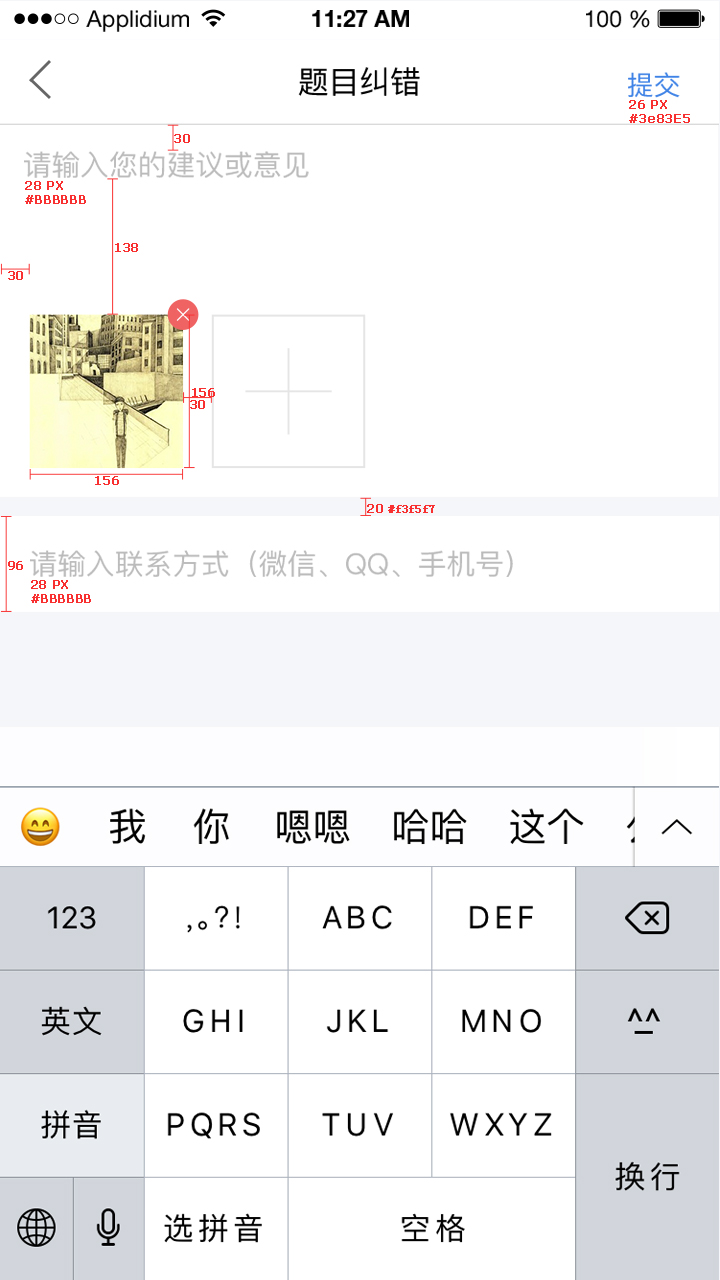 Applidium 11:27 AM 100 %
题目纠错 提交
26 PX
#3e83E5
30
请输入您的建议或意见
28 PX
#BBBBBB
138
30
156
30
156
20 #f3f5f7
96
请输入联系方式（微信、QQ、手机号）
28 PX
#BBBBBB
我 你 嗯嗯 哈哈 这个
123 ,。?! ABC DEF
英文 GHI JKL MNO ^^
拼音 PQRS TUV WXYZ
换行
选拼音 空格